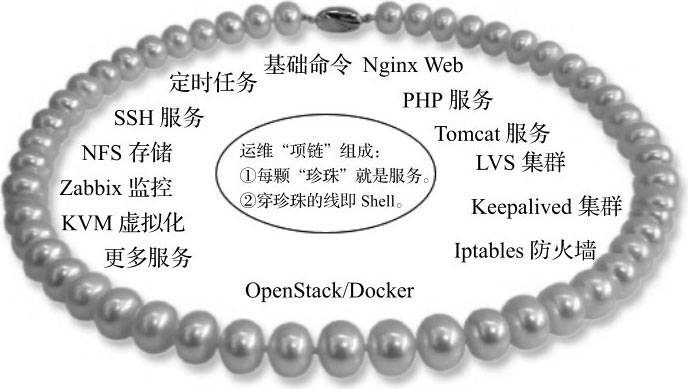 基础命令 Nginx Web
定时任务
PHP 服务
SSH 服务
Tomcat 服务
NFS 存储
LVS 集群
Zabbix 监控
Keepalived 集群
KVM 虚拟化
Iptables 防火墙
更多服务
OpenStack/Docker
运维“项链”组成：
①每颗“珍珠”就是服务。
②穿珍珠的线即 Shell。